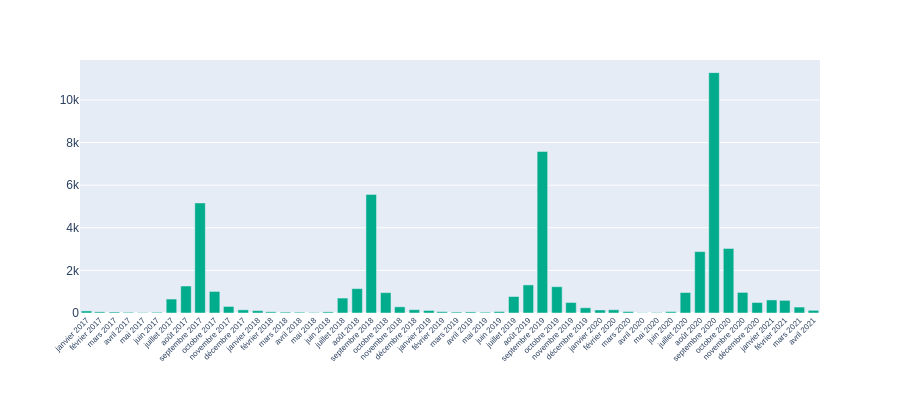 10k
8k
6k
4k
2k
0
janvier 2017
février 2017
mars 2017
avril 2017
mai 2017
juin 2017
juillet 2017
août 2017
septembre 2017
octobre 2017
novembre 2017
décembre 2017
janvier 2018
février 2018
mars 2018
avril 2018
mai 2018
juin 2018
juillet 2018
août 2018
septembre 2018
octobre 2018
novembre 2018
décembre 2018
janvier 2019
février 2019
mars 2019
avril 2019
mai 2019
juin 2019
juillet 2019
août 2019
septembre 2019
octobre 2019
novembre 2019
décembre 2019
janvier 2020
février 2020
mars 2020
avril 2020
mai 2020
juin 2020
juillet 2020
août 2020
septembre 2020
octobre 2020
novembre 2020
décembre 2020
janvier 2021
février 2021
mars 2021
avril 2021